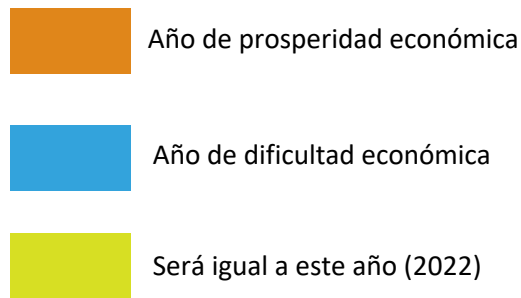 Año de prosperidad económica
Año de dificultad económica
Será igual a este año (2022)